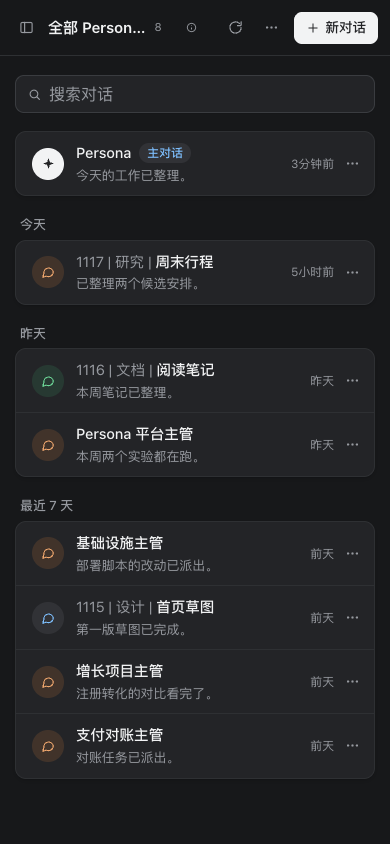 全部 Person... 8
+ 新对话
搜索对话
Persona 主对话
3分钟前
今天的工作已整理。
今天
1117 | 研究 | 周末行程
5小时前
已整理两个候选安排。
昨天
1116 | 文档 | 阅读笔记
昨天
本周笔记已整理。
Persona 平台主管
昨天
本周两个实验都在跑。
最近 7 天
基础设施主管
前天
部署脚本的改动已派出。
1115 | 设计 | 首页草图
前天
第一版草图已完成。
增长项目主管
前天
注册转化的对比看完了。
支付对账主管
前天
对账任务已派出。